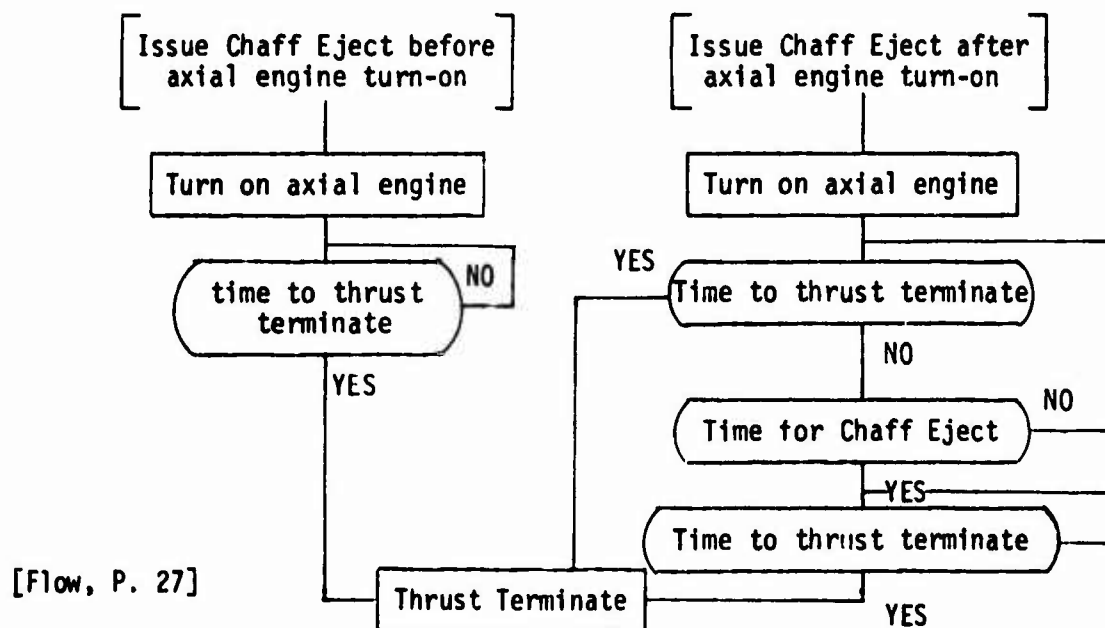 Issue Chaff Eject before
axial engine turn-on
Issue Chaff Eject after
axial engine turn-on
Turn on axial engine
Turn on axial engine
NO
YES
time to thrust
terminate
Time to thrust terminate
NO
YES
NO
Time for Chaff Eject
YES
Time to thrust terminate
[Flow, P. 27]
Thrust Terminate
YES